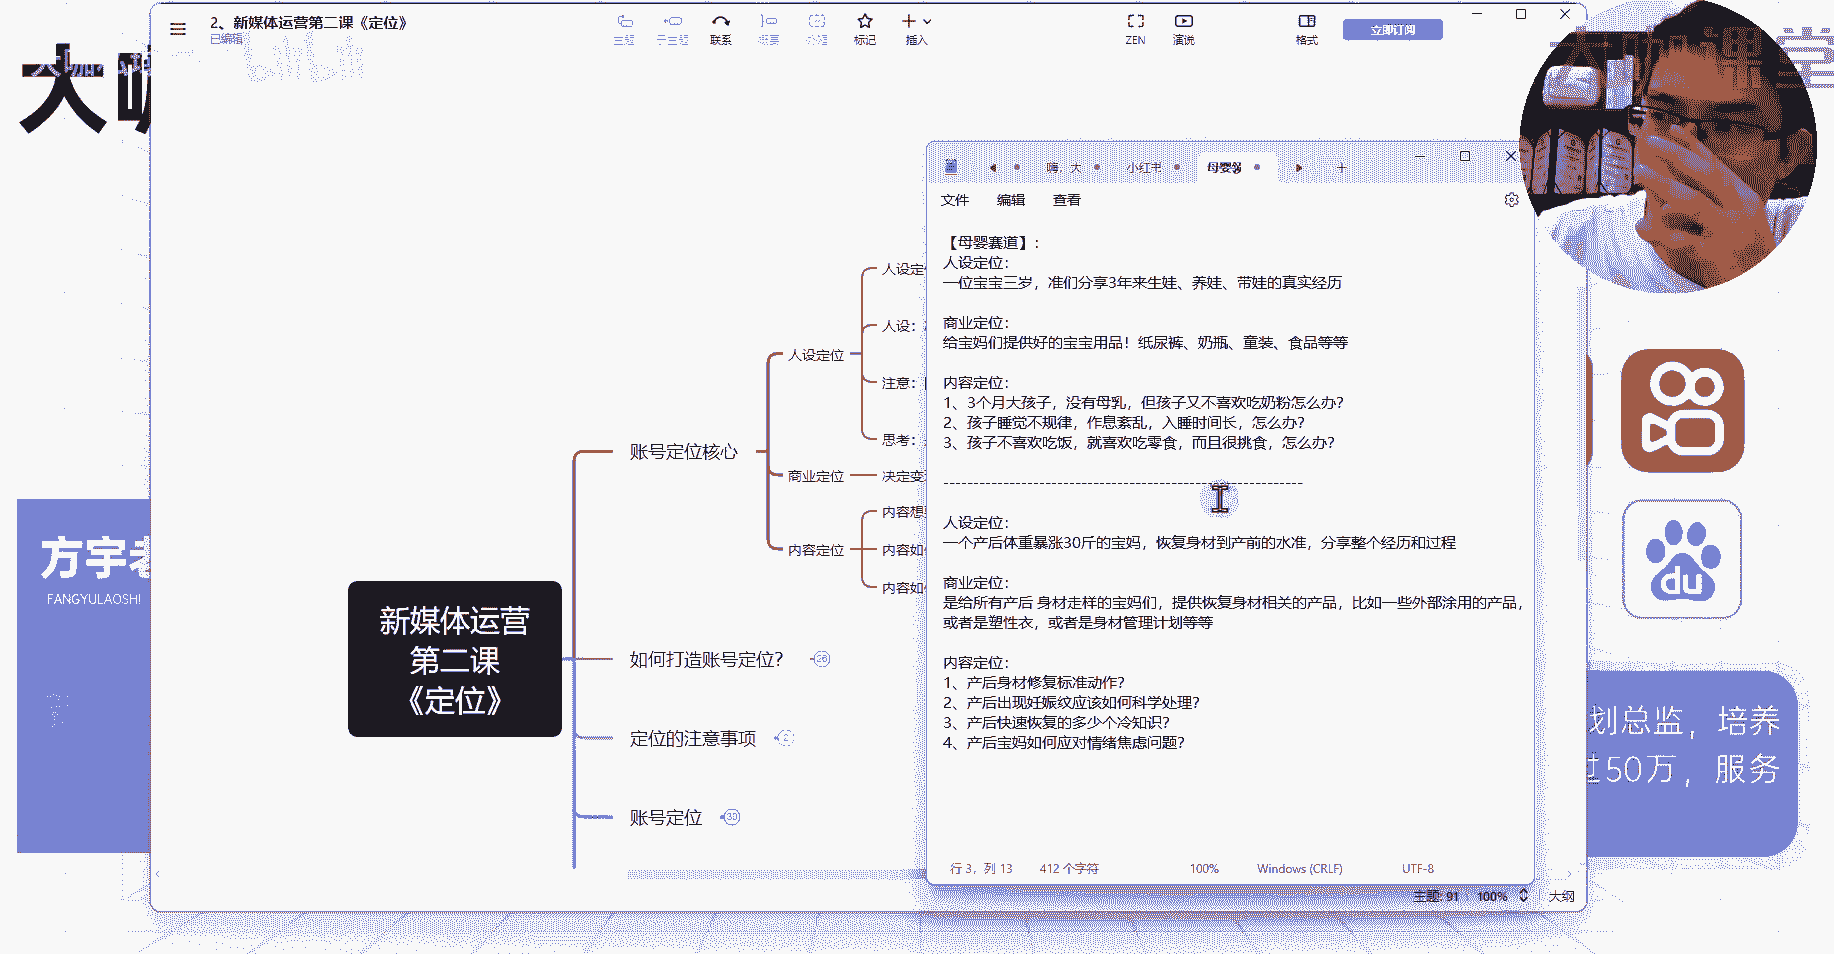 2、新媒体运营第二课《定位》
已编辑
主题
子主题
联系
概要
外框
标记
插入
ZEN
演说
格式
立即订阅
大咖
课堂
方宇老
FANGYULAOSHI
新媒体运营
第二课
《定位》
账号定位核心
人设定位
人设定
人设：
注意：
思考：
商业定位
决定变
内容定位
内容想
内容如
内容如
如何打造账号定位？
26
定位的注意事项
账号定位
30
嗨，大
小红书
母婴
文件
编辑
查看
【母婴赛道】：
人设定位：
一位宝宝三岁，准们分享3年来生娃、养娃、带娃的真实经历
商业定位：
给宝妈们提供好的宝宝用品！纸尿裤、奶瓶、童装、食品等等
内容定位：
1、3个月大孩子，没有母乳，但孩子又不喜欢吃奶粉怎么办？
2、孩子睡觉不规律，作息紊乱，入睡时间长，怎么办？
3、孩子不喜欢吃饭，就喜欢吃零食，而且很挑食，怎么办？
------------------------------------------------------------
人设定位：
一个产后体重暴涨30斤的宝妈，恢复身材到产前的水准，分享整个经历和过程
商业定位：
是给所有产后 身材走样的宝妈们，提供恢复身材相关的产品，比如一些外部涂用的产品，
或者是塑性衣，或者是身材管理计划等等
内容定位：
1、产后身材修复标准动作？
2、产后出现妊娠纹应该如何科学处理？
3、产后快速恢复的多少个冷知识？
4、产后宝妈如何应对情绪焦虑问题？
行 3，列 13
412 个字符
100%
Windows (CRLF)
UTF-8
主题: 91
100%
大纲
du
划总监，培养
过50万，服务